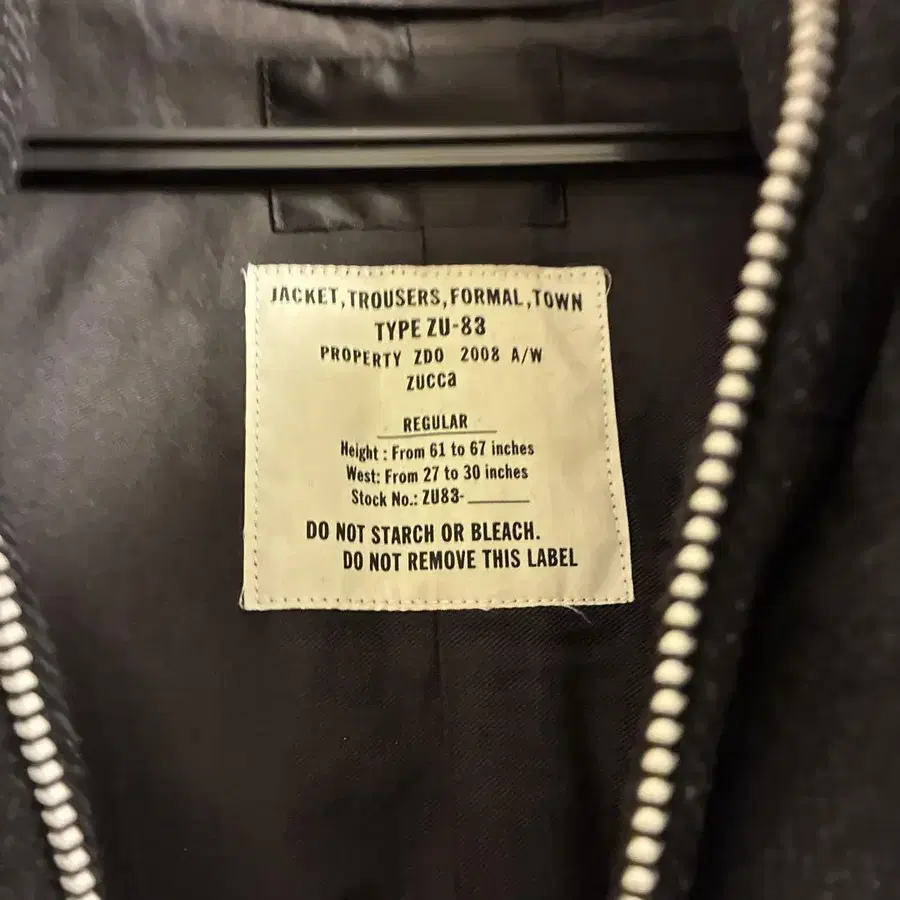 JACKET,TROUSERS,FORMAL,TOWN
TYPE ZU-83
PROPERTY ZDO 2008 A/W
zucca
REGULAR
Height : From 61 to 67 inches
West: From 27 to 30 inches
Stock No.: ZU83-
DO NOT STARCH OR BLEACH.
DO NOT REMOVE THIS LABEL